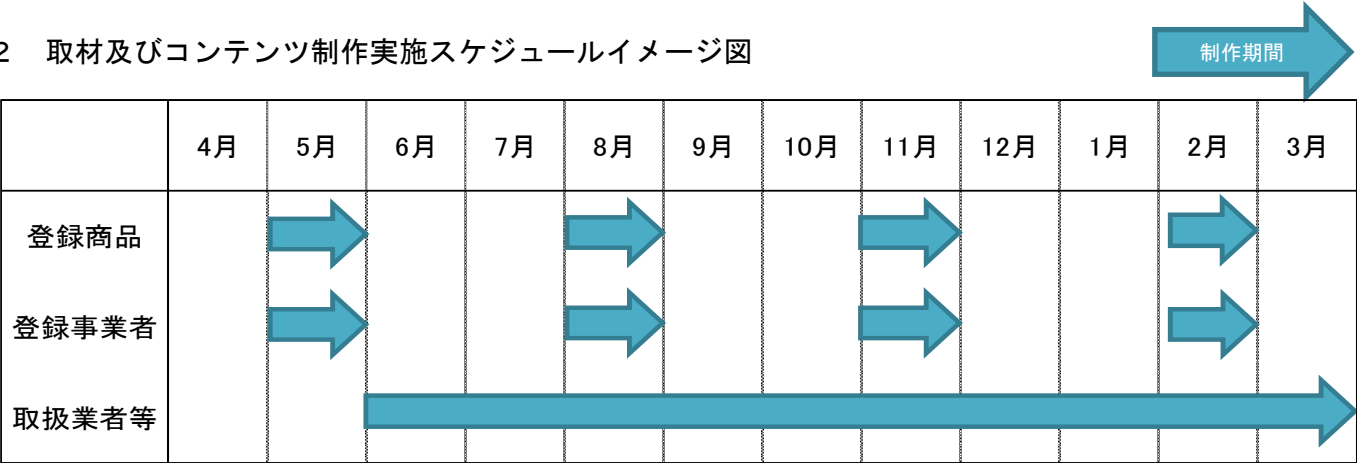 2　取材及びコンテンツ制作実施スケジュールイメージ図
制作期間
4月 5月 6月 7月 8月 9月 10月 11月 12月 1月 2月 3月
登録商品
登録事業者
取扱業者等